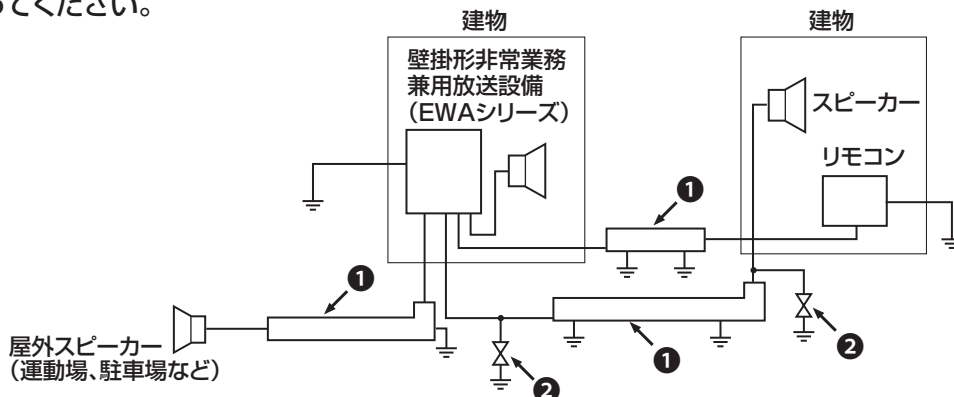 ってください。
建物
建物
壁掛形非常業務
兼用放送設備
（EWAシリーズ）
スピーカー
リモコン
❶
❶
❷
❶
屋外スピーカー
（運動場、駐車場など）
❷